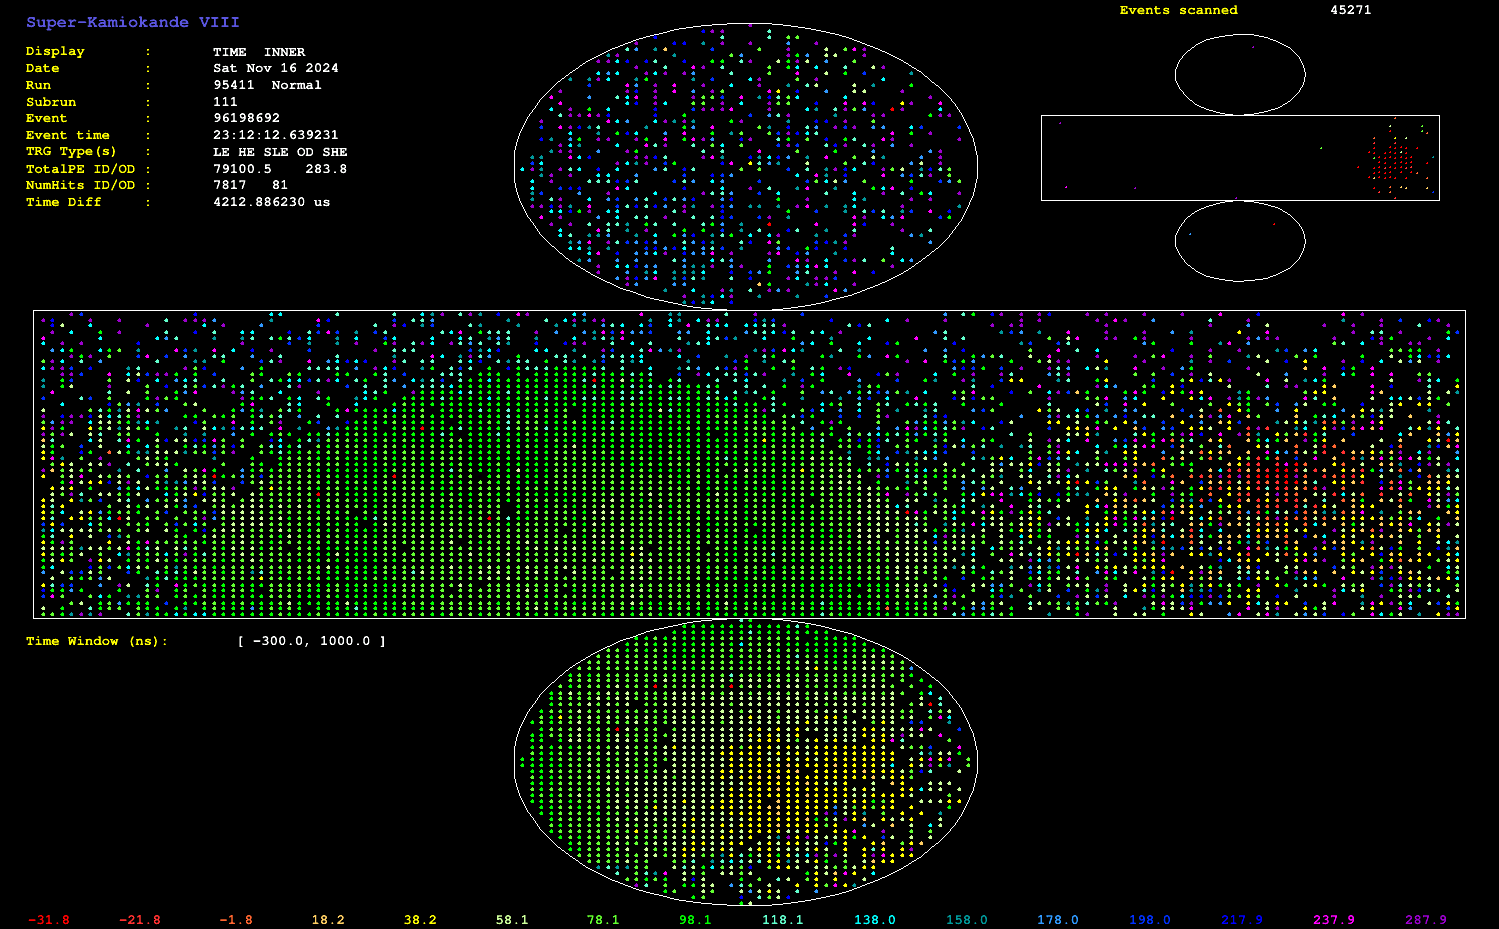 Super-Kamiokande VIII
Events scanned 45271
Display : TIME INNER
Date : Sat Nov 16 2024
Run : 95411 Normal
Subrun : 111
Event : 96198692
Event time : 23:12:12.639231
TRG Type(s) : LE HE SLE OD SHE
TotalPE ID/OD : 79100.5 283.8
NumHits ID/OD : 7817 81
Time Diff : 4212.886230 us
Time Window (ns): [ -300.0, 1000.0 ]
-31.8 -21.8 -1.8 18.2 38.2 58.1 78.1 98.1 118.1 138.0 158.0 178.0 198.0 217.9 237.9 287.9